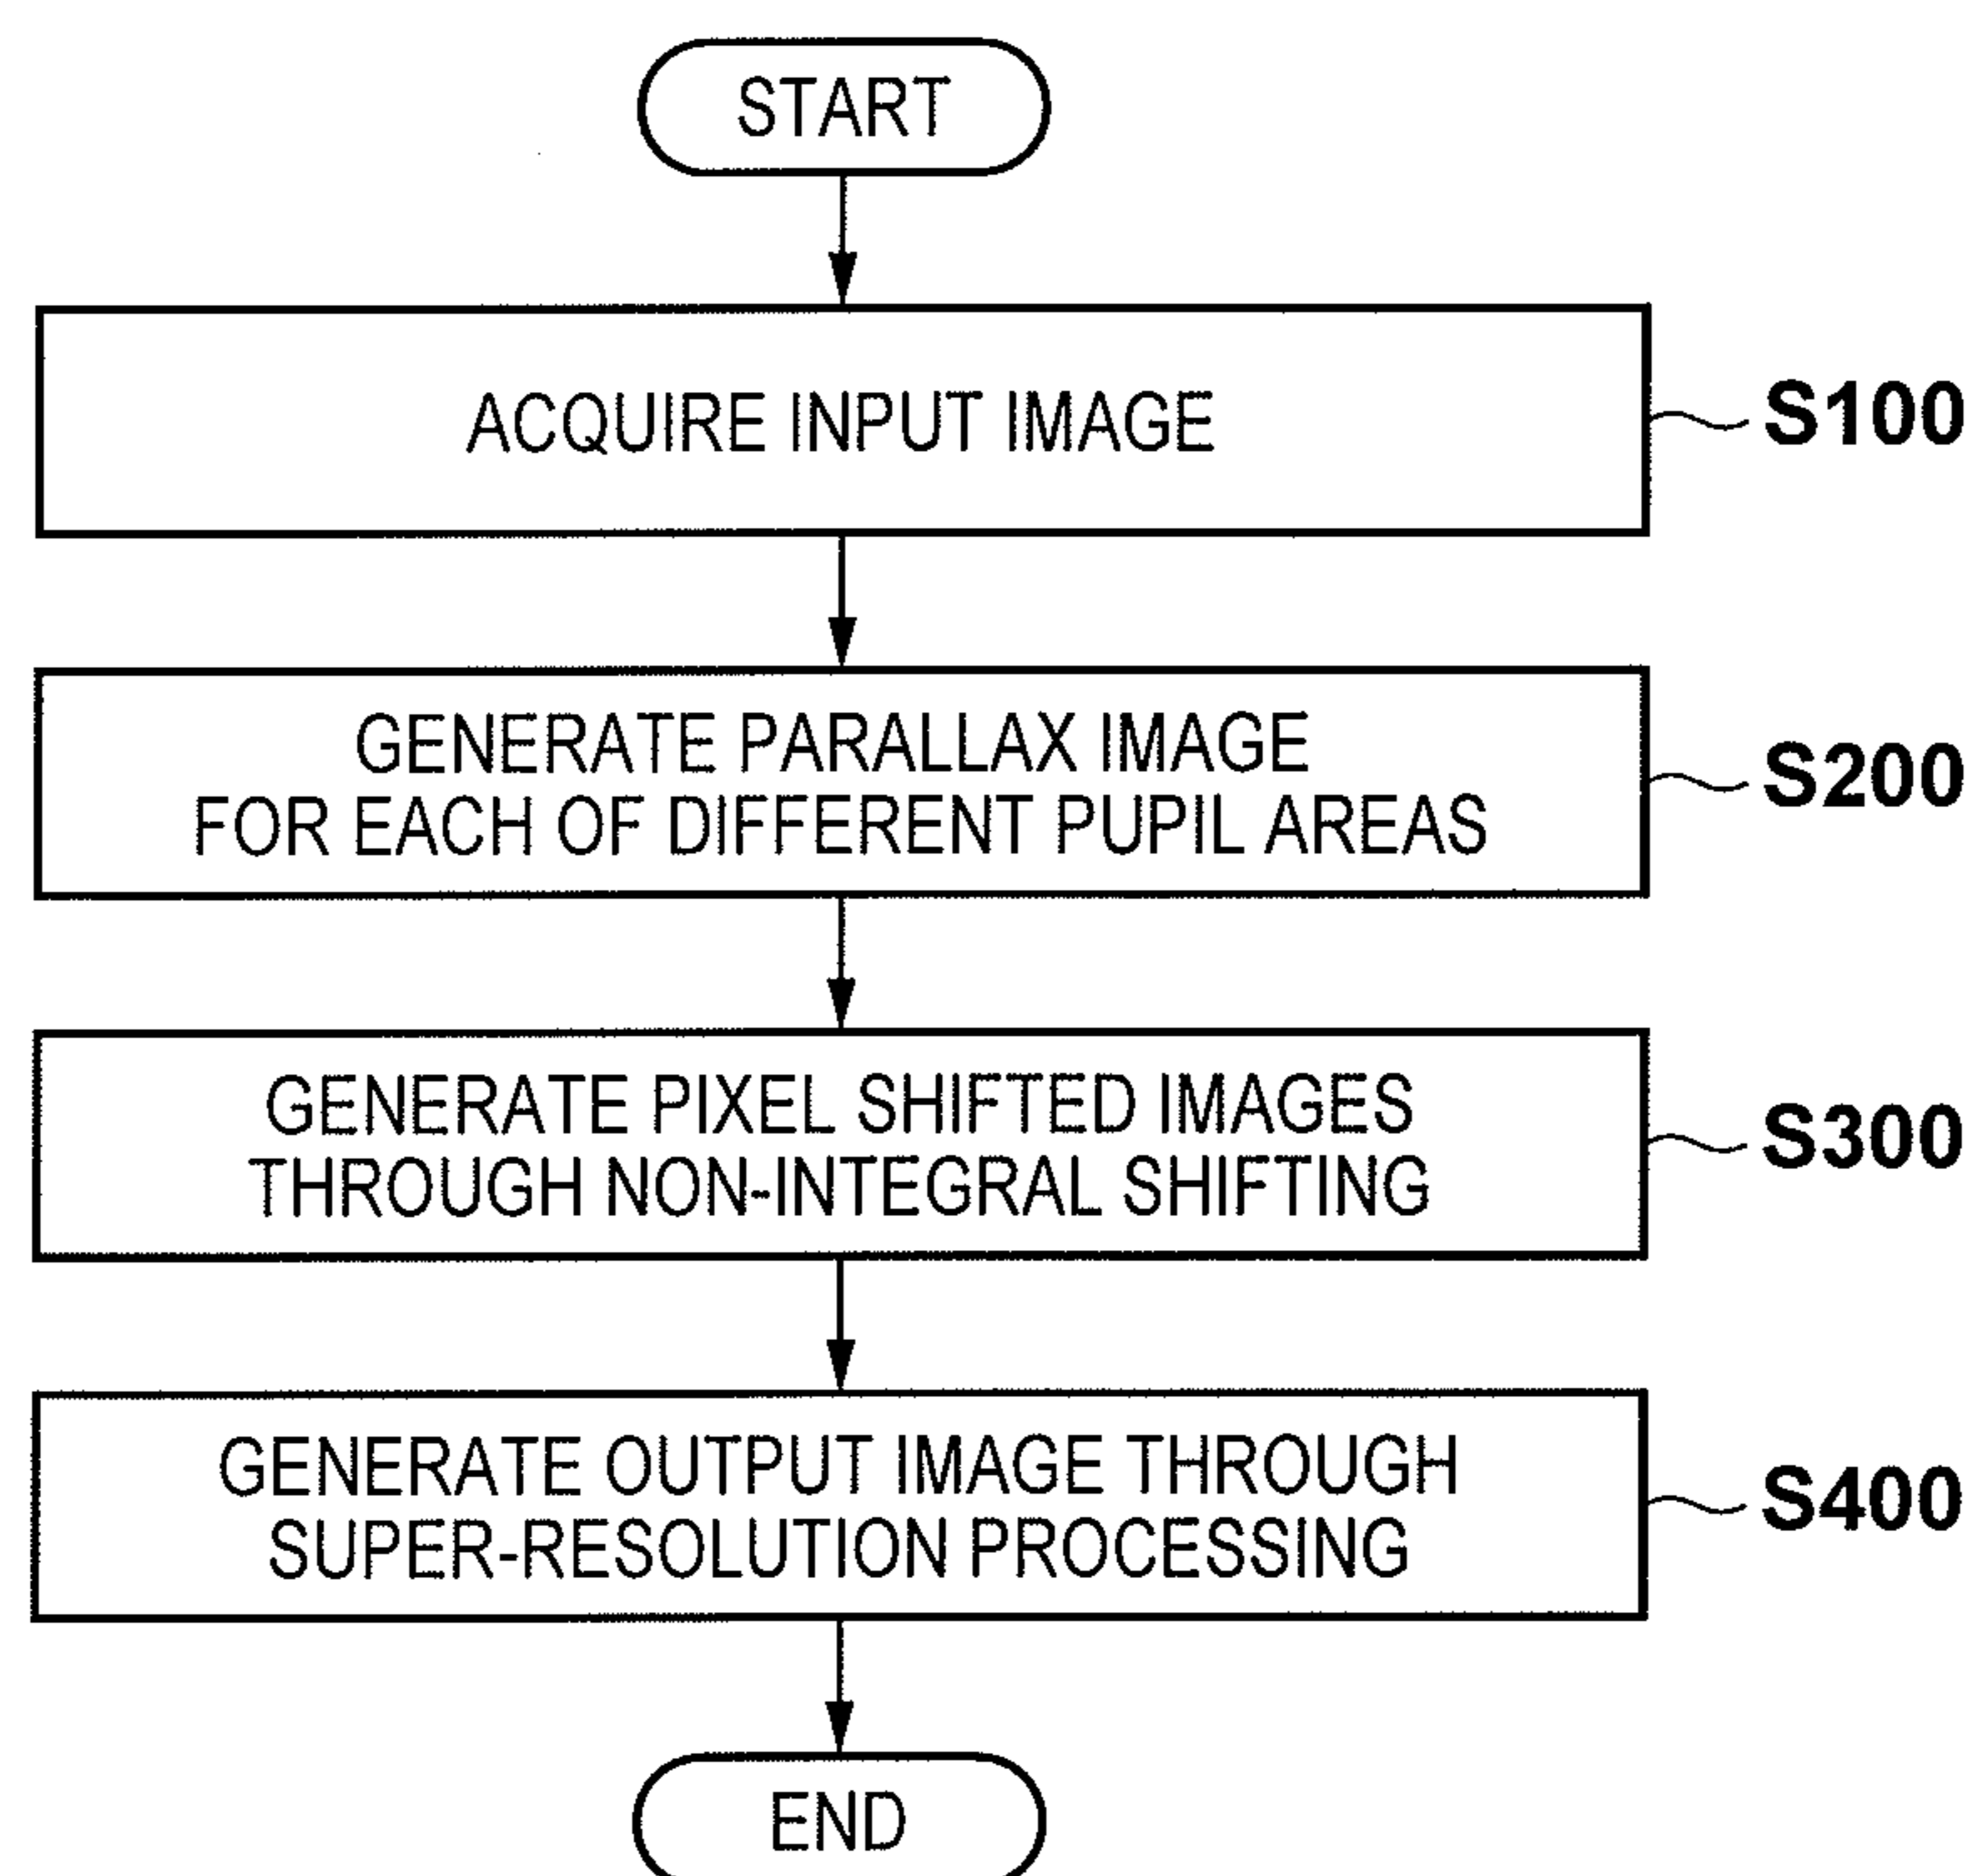 START
ACQUIRE INPUT IMAGE
S100
GENERATE PARALLAX IMAGE
FOR EACH OF DIFFERENT PUPIL AREAS
S200
GENERATE PIXEL SHIFTED IMAGES
THROUGH NON-INTEGRAL SHIFTING
S300
GENERATE OUTPUT IMAGE THROUGH
SUPER-RESOLUTION PROCESSING
S400
END